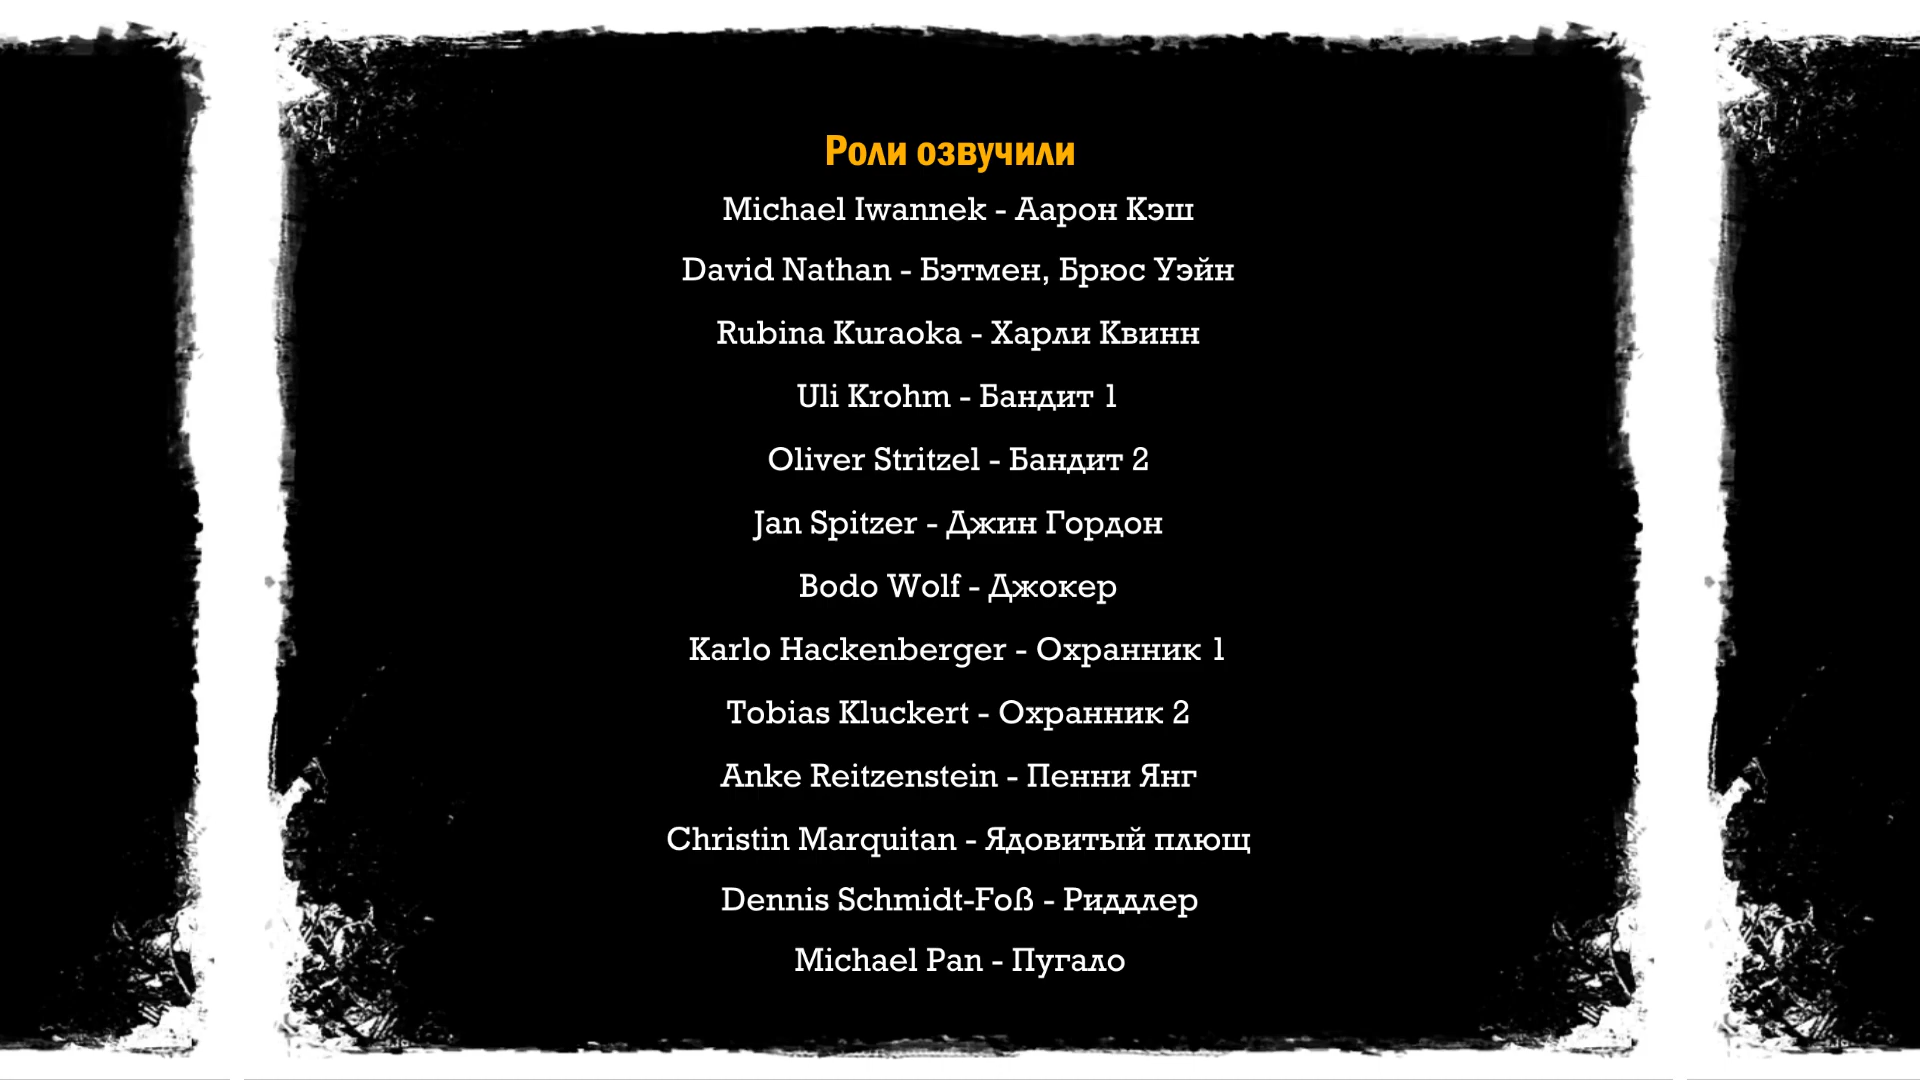 Роли озвучили
Michael Iwannek - Аарон Кэш
David Nathan - Бэтмен, Брюс Уэйн
Rubina Kuraoka - Харли Квинн
Uli Krohm - Бандит 1
Oliver Stritzel - Бандит 2
Jan Spitzer - Джин Гордон
Bodo Wolf - Джокер
Karlo Hackenberger - Охранник 1
Tobias Kluckert - Охранник 2
Anke Reitzenstein - Пенни Янг
Christin Marquitan - Ядовитый плющ
Dennis Schmidt-Foß - Риддлер
Michael Pan - Пугало